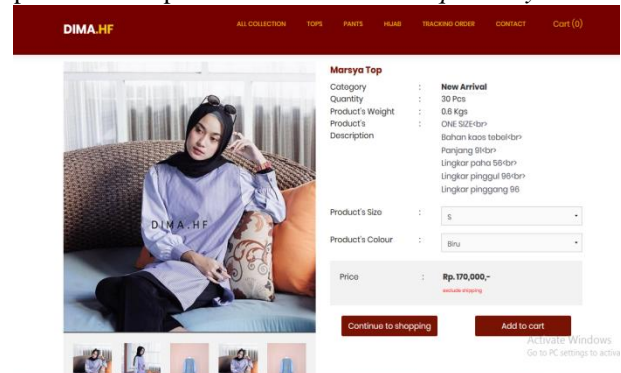 DIMA.HF
ALL COLLECTION TOPS PANTS HIJAB TRACKING ORDER CONTACT Cart (0)
DIMA.HF
Marsya Top
Category : New Arrival
Quantity : 30 Pcs
Product's Weight : 0.6 Kgs
Product's Description : ONE SIZE<br>
Bahan kaos tebal<br>
Panjang 91<br>
Lingkar paha 56<br>
Lingkar pinggul 96<br>
Lingkar pinggang 96
Product's Size : S
Product's Colour : Biru
Price : Rp. 170,000,-
exclude shipping
Continue to shopping Add to cart
Activate Windows
Go to PC settings to activa